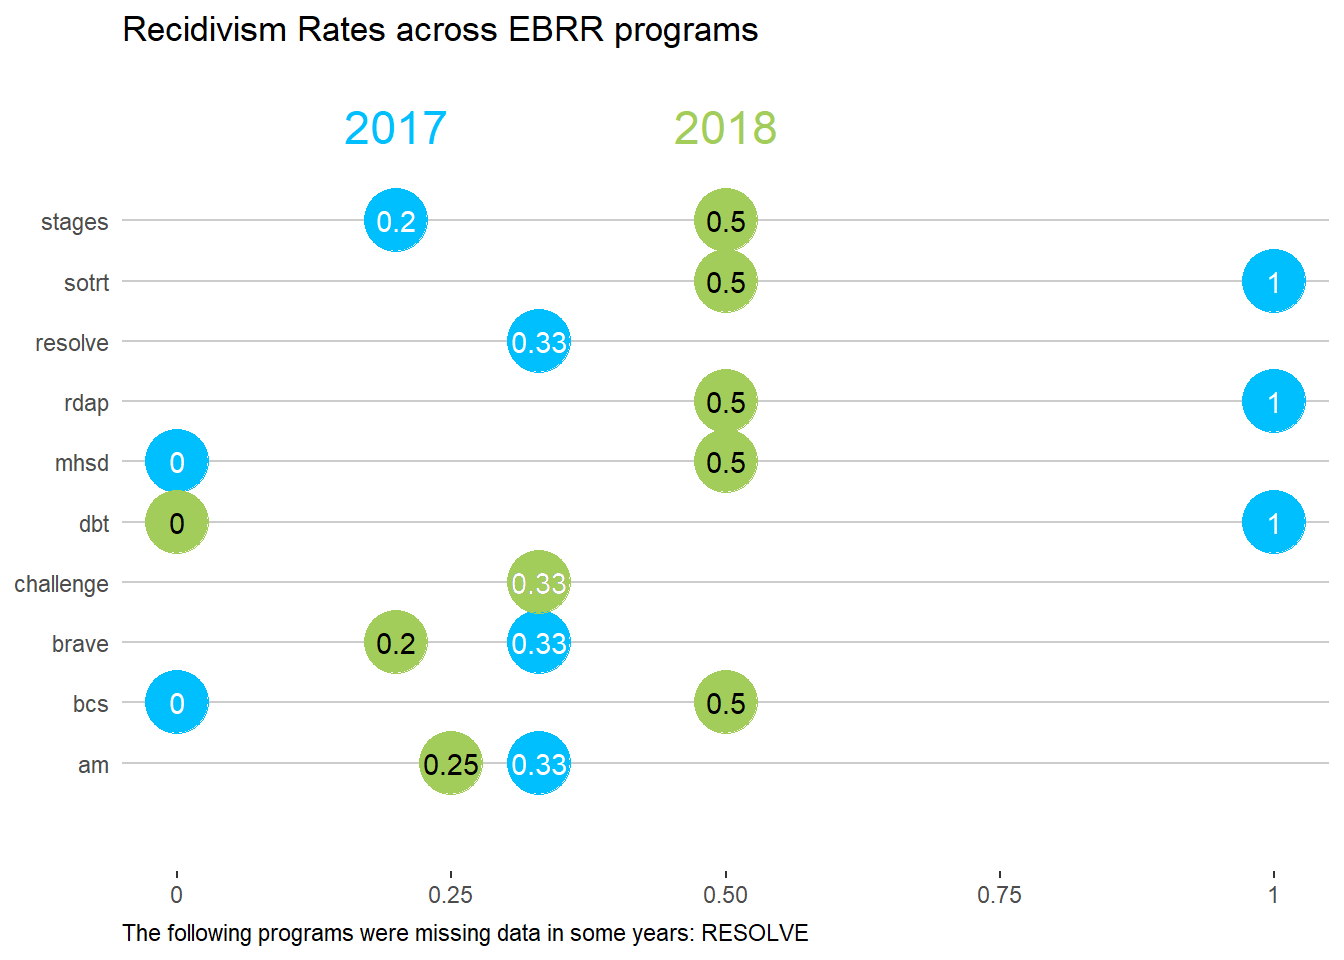 Recidivism Rates across EBRR programs
2017 2018
stages 0.2 0.5
sotrt 0.5 1
resolve 0.33
rdap 0.5 1
mhsd 0 0.5
dbt 0 1
challenge 0.33
brave 0.2 0.33
bcs 0 0.5
am 0.25 0.33
0 0.25 0.50 0.75 1
The following programs were missing data in some years: RESOLVE